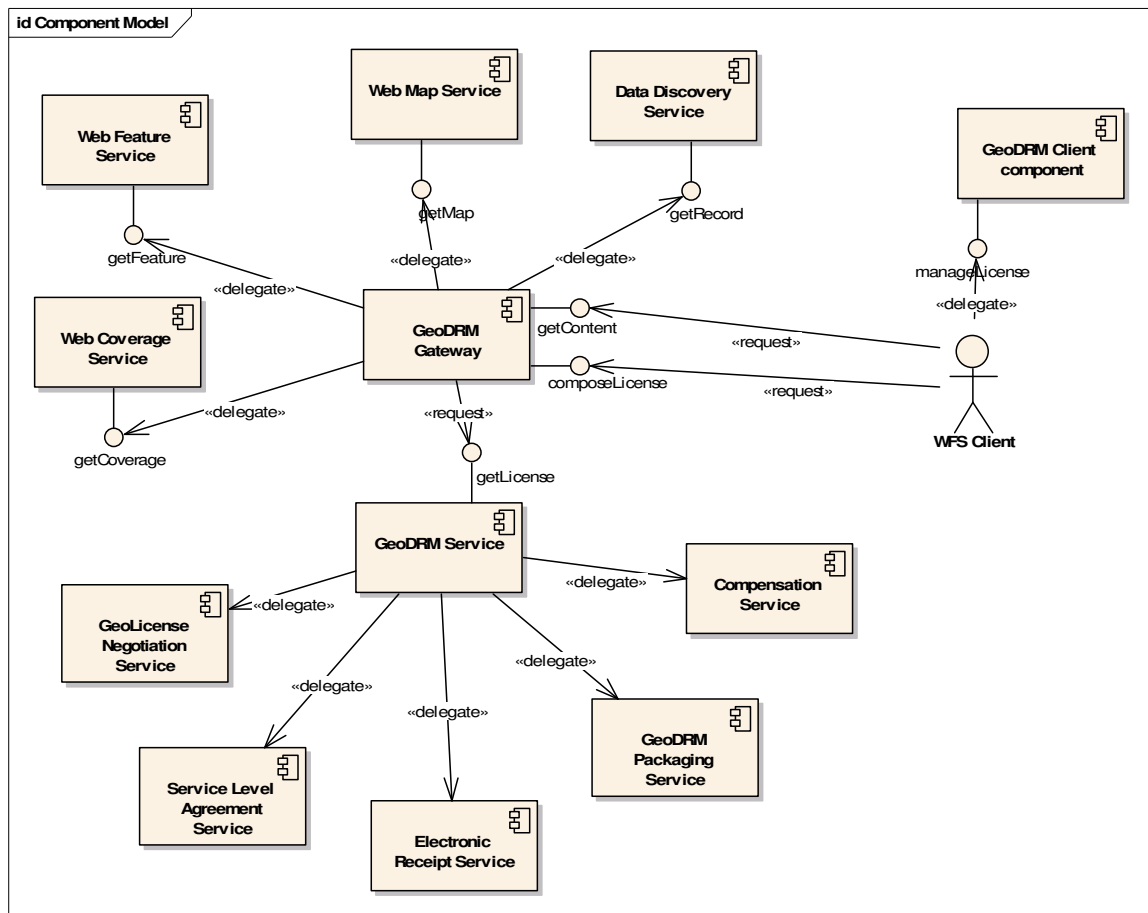 id Component Model
Web Map Service
Data Discovery
Service
Web Feature
Service
GeoDRM Client
component
getMap
getRecord
getFeature
manageLicense
«delegate»
«delegate»
«delegate»
«delegate»
Web Coverage
Service
GeoDRM
Gateway
getContent
«request»
composeLicense
«request»
«delegate»
«request»
WFS Client
getCoverage
getLicense
GeoDRM Service
«delegate»
Compensation
Service
«delegate»
GeoLicense
Negotiation
Service
«delegate»
«delegate»
«delegate»
GeoDRM
Packaging
Service
Service Level
Agreement
Service
Electronic
Receipt Service